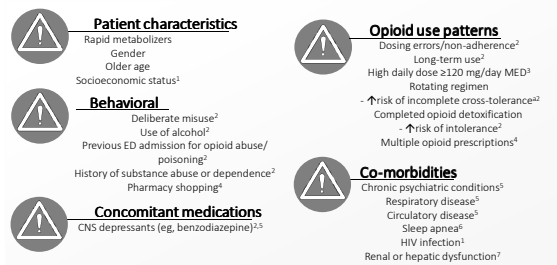 Patient characteristics
Rapid metabolizers
Gender
Older age
Socioeconomic status1
Behavioral
Deliberate misuse2
Use of alcohol2
Previous ED admission for opioid abuse/
poisoning2
History of substance abuse or dependence2
Pharmacy shopping4
Concomitant medications
CNS depressants (eg, benzodiazepine)2,5
Opioid use patterns
Dosing errors/non-adherence2
Long-term use2
High daily dose ≥120 mg/day MED3
Rotating regimen
- ↑risk of incomplete cross-tolerancea2
Completed opioid detoxification
- ↑risk of intolerance2
Multiple opioid prescriptions4
Co-morbidities
Chronic psychiatric conditions5
Respiratory disease5
Circulatory disease5
Sleep apnea6
HIV infection1
Renal or hepatic dysfunction7